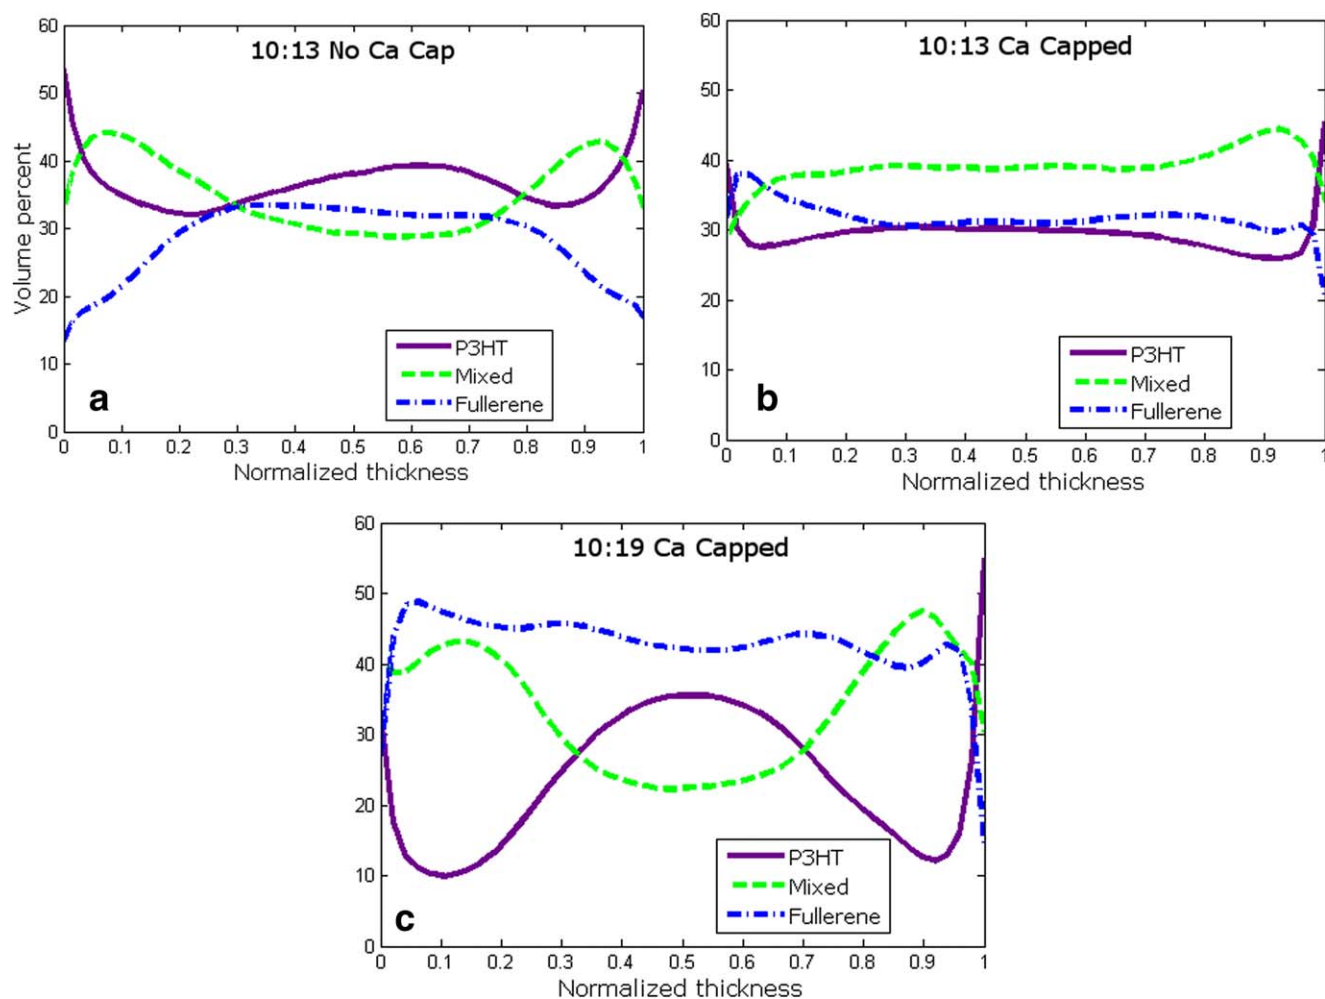 10:13 No Ca Cap
Volume percent
60
50
40
30
20
10
0
P3HT
Mixed
Fullerene
a
0 0.1 0.2 0.3 0.4 0.5 0.6 0.7 0.8 0.9 1
Normalized thickness
10:13 Ca Capped
60
50
40
30
20
10
0
P3HT
Mixed
Fullerene
b
0 0.1 0.2 0.3 0.4 0.5 0.6 0.7 0.8 0.9 1
Normalized thickness
10:19 Ca Capped
60
50
40
30
20
10
0
P3HT
Mixed
Fullerene
c
0 0.1 0.2 0.3 0.4 0.5 0.6 0.7 0.8 0.9 1
Normalized thickness